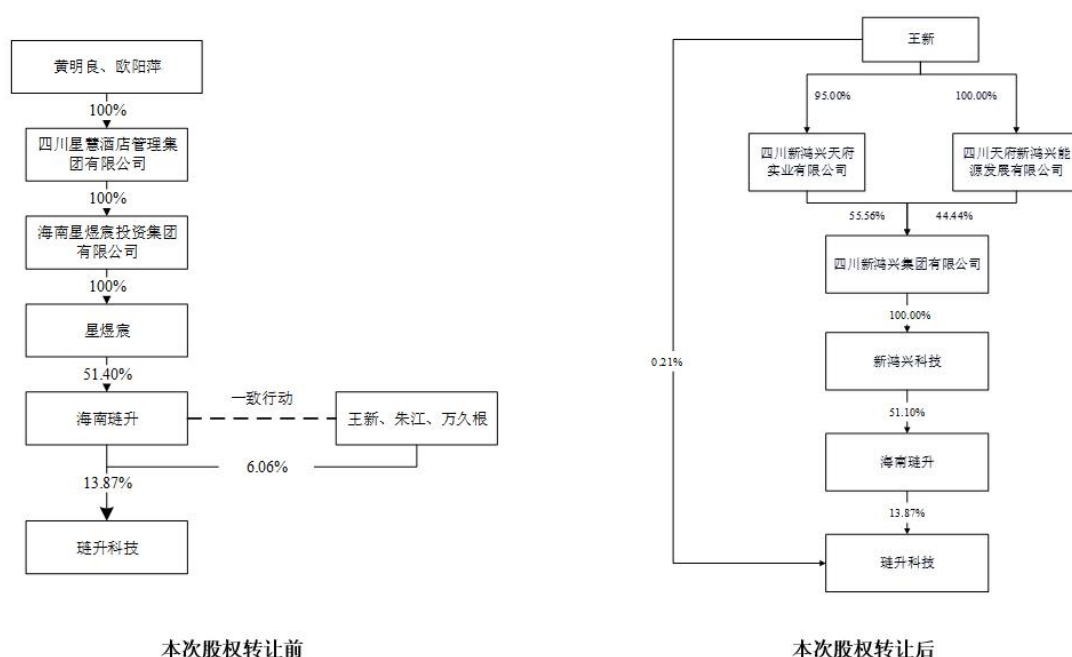 黄明良、欧阳萍
100%
四川星慧酒店管理集
团有限公司
100%
海南星煜宸投资集团
有限公司
100%
星煜宸
51.40%
海南琏升
一致行动
王新、朱江、万久根
6.06%
13.87%
琏升科技
本次股权转让前
王新
95.00%
100.00%
四川新鸿兴天府
实业有限公司
四川天府新鸿兴能
源发展有限公司
55.56%
44.44%
四川新鸿兴集团有限公司
100.00%
新鸿兴科技
0.21%
51.10%
海南琏升
13.87%
琏升科技
本次股权转让后